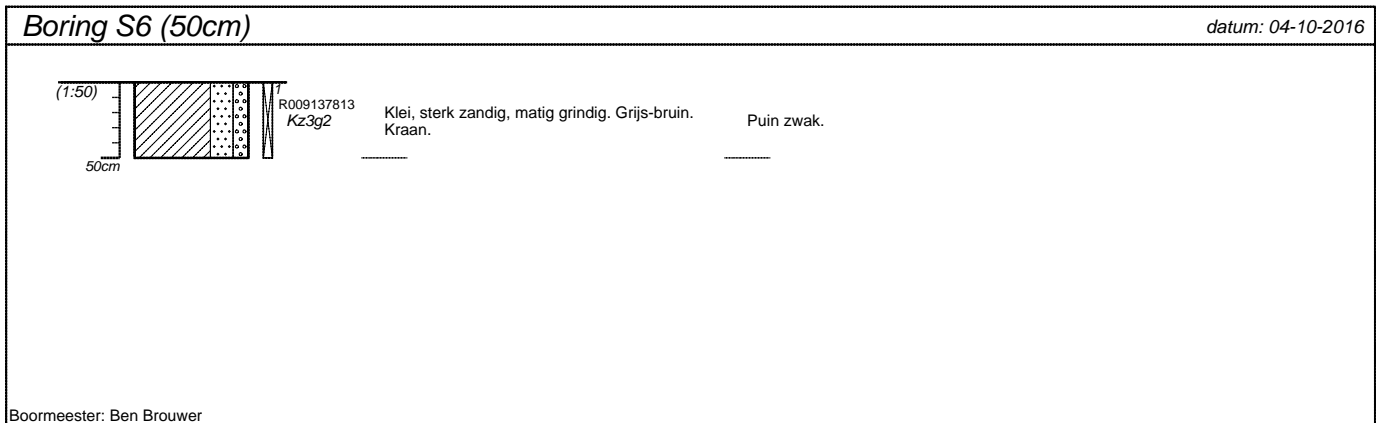 Boring S6 (50cm)
datum: 04-10-2016
(1:50)
1
R009137813
Kz3g2
Klei, sterk zandig, matig grindig. Grijs-bruin.
Kraan.
Puin zwak.
50cm
Boormeester: Ben Brouwer